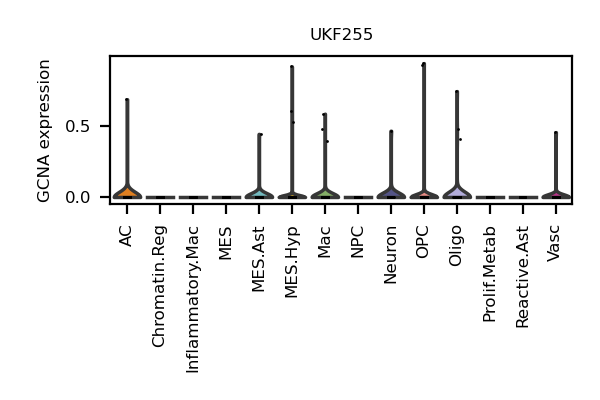 UKF255
GCNA expression
0.5
0.0
AC
Chromatin.Reg
Inflammatory.Mac
MES
MES.Ast
MES.Hyp
Mac
NPC
Neuron
OPC
Oligo
Prolif.Metab
Reactive.Ast
Vasc